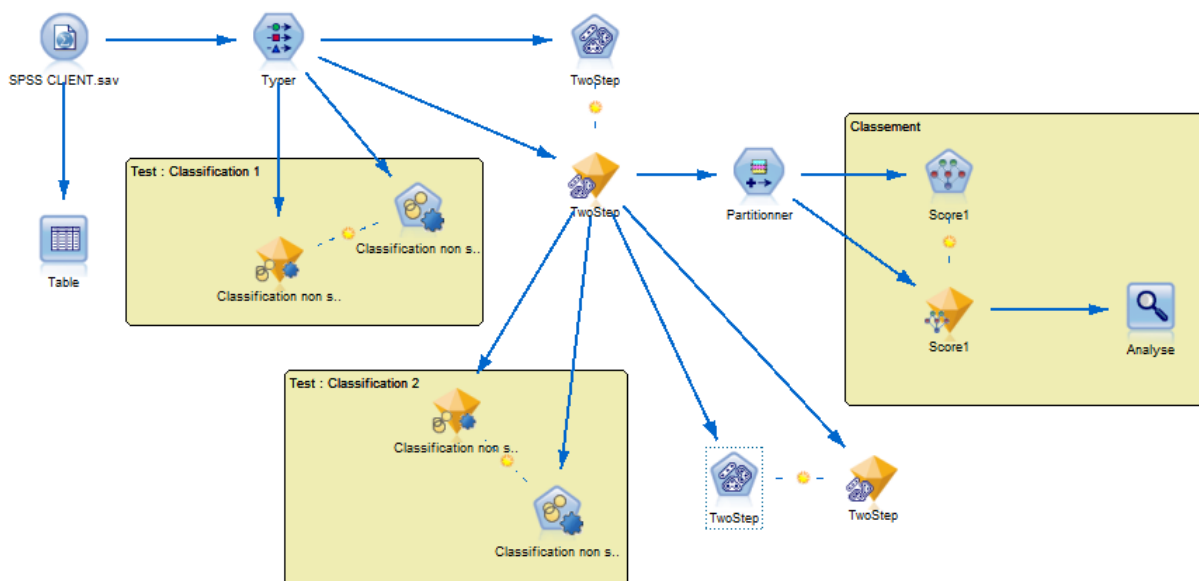 SPSS CLIENT.sav
Typer
TwoStep
Classement
Test : Classification 1
TwoStep
Partitionner
Score1
Classification non s..
Table
Classification non s..
Score1
Analyse
Test : Classification 2
Classification non s..
TwoStep
TwoStep
Classification non s..